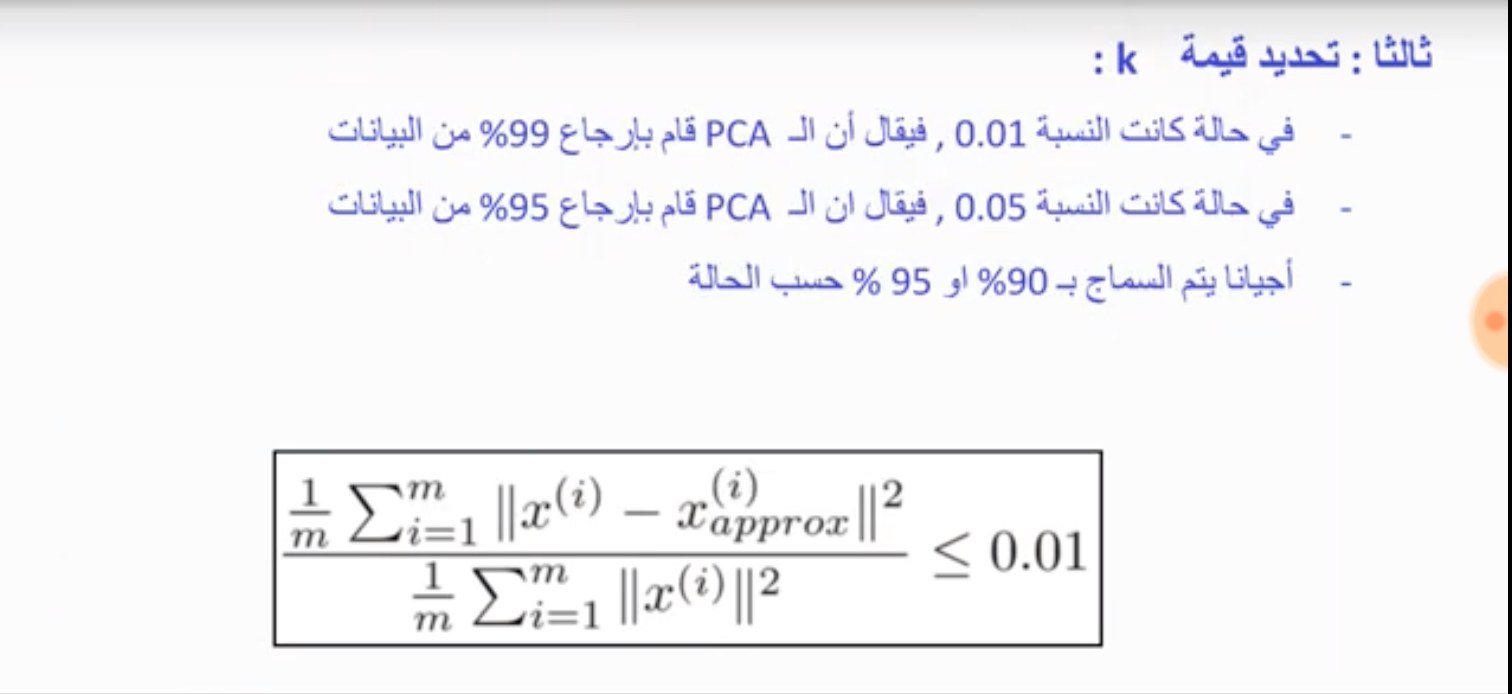 ثالثا : تحديد قيمة k :
- في حالة كانت النسبة 0.01 , فيقال أن الـ PCA قام بإرجاع 99% من البيانات
- في حالة كانت النسبة 0.05 , فيقال ان الـ PCA قام بإرجاع 95% من البيانات
- أجيانا يتم السماح بـ 90% او 95 % حسب الحالة
\frac{\frac{1}{m} \sum_{i=1}^{m} \|x^{(i)} - x_{approx}^{(i)}\|^2}{\frac{1}{m} \sum_{i=1}^{m} \|x^{(i)}\|^2} \leq 0.01